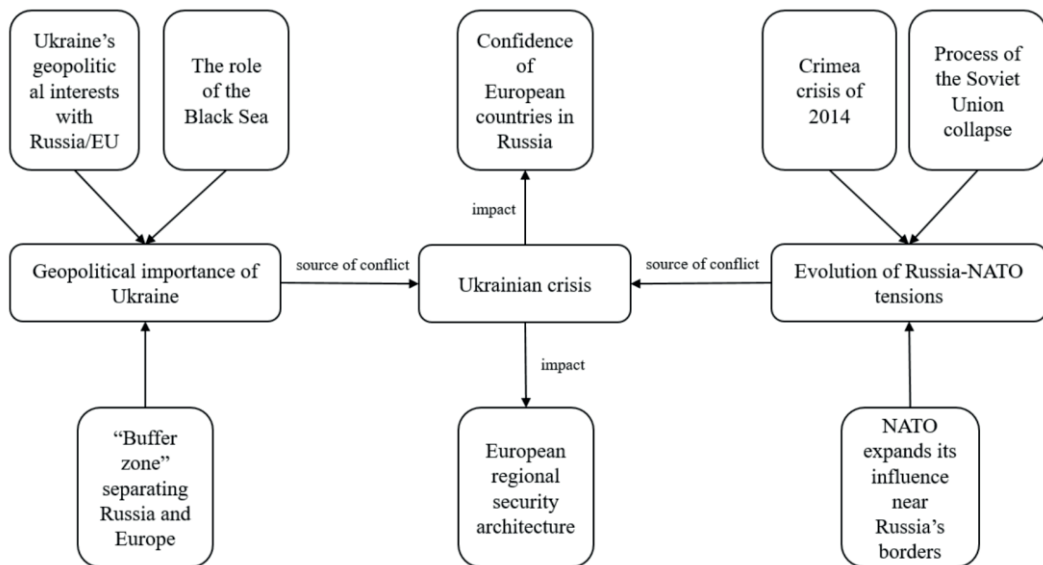 Ukraine’s
geopolitic
al interests
with
Russia/EU
The role
of the
Black Sea
Confidence
of
European
countries in
Russia
Crimea
crisis of
2014
Process of
the Soviet
Union
collapse
impact
Geopolitical importance of
Ukraine
source of conflict
Ukrainian crisis
source of conflict
Evolution of Russia-NATO
tensions
impact
“Buffer
zone”
separating
Russia and
Europe
European
regional
security
architecture
NATO
expands its
influence
near
Russia’s
borders